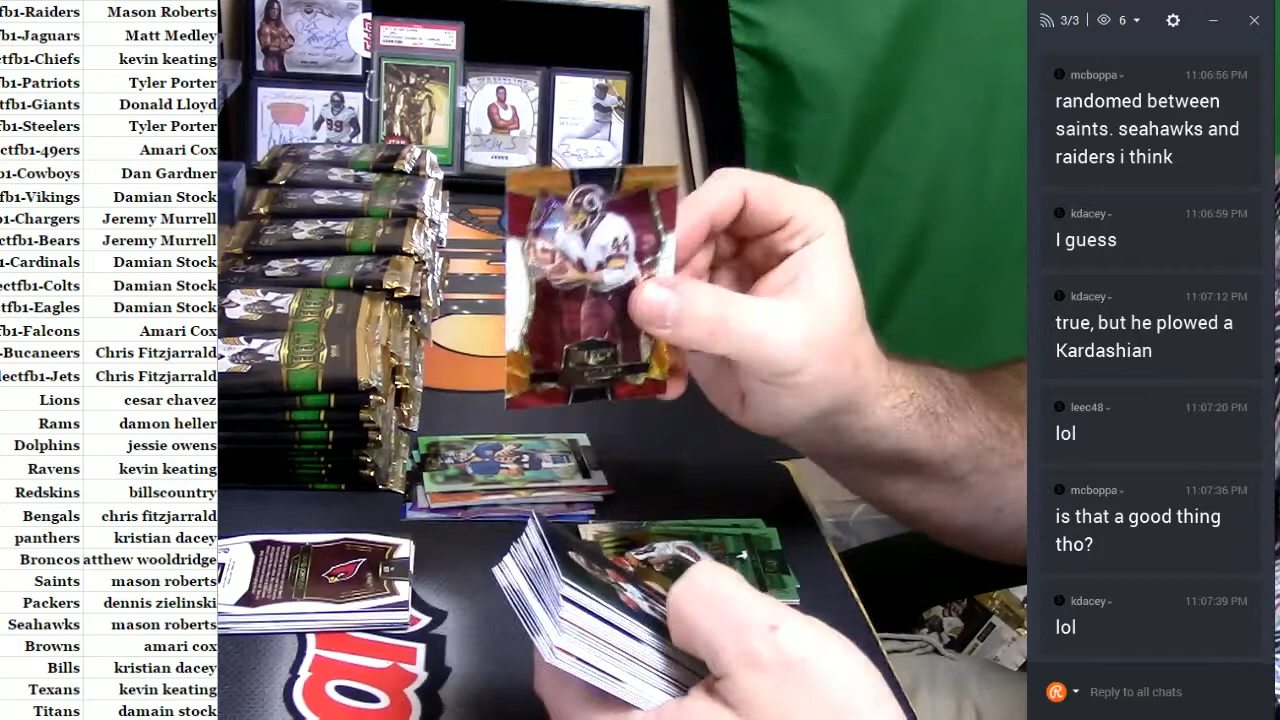 fb1-Raiders Mason Roberts
fb1-Jaguars Matt Medley
ctfb1-Chiefs kevin keating
fb1-Patriots Tyler Porter
tfb1-Giants Donald Lloyd
fb1-Steelers Tyler Porter
ctfb1-49ers Amari Cox
b1-Cowboys Dan Gardner
fb1-Vikings Damian Stock
1-Chargers Jeremy Murrell
ctfb1-Bears Jeremy Murrell
1-Cardinals Damian Stock
ectfb1-Colts Damian Stock
tfb1-Eagles Damian Stock
fb1-Falcons Amari Cox
-Bucaneers Chris Fitzjarrald
lectfb1-Jets Chris Fitzjarrald
Lions cesar chavez
Rams damon heller
Dolphins jessie owens
Ravens kevin keating
Redskins billscountry
Bengals chris fitzjarrald
panthers kristian dacey
Broncos atthew wooldridge
Saints mason roberts
Packers dennis zielinski
Seahawks mason roberts
Browns amari cox
Bills kristian dacey
Texans kevin keating
Titans damain stock
99
44
SELECT
3/3 6
mcboppa 11:06:56 PM
randomed between
saints. seahawks and
raiders i think
kdacey 11:06:59 PM
I guess
kdacey 11:07:12 PM
true, but he plowed a
Kardashian
leec48 11:07:20 PM
lol
mcboppa 11:07:36 PM
is that a good thing
tho?
kdacey 11:07:39 PM
lol
Reply to all chats